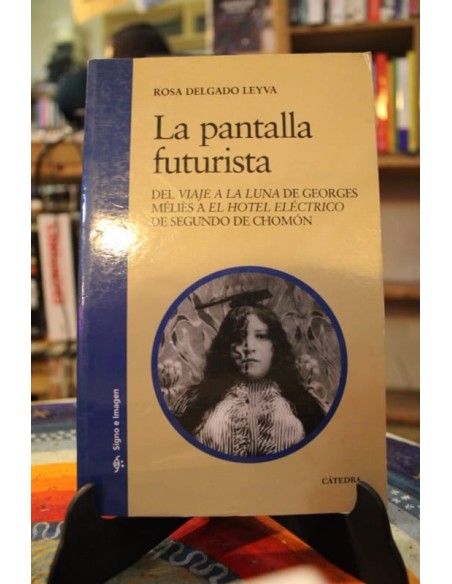 ROSA DELGADO LEYVA
La pantalla
futurista
DEL VIAJE A LA LUNA DE GEORGES
MÉLIÈS A EL HOTEL ELÉCTRICO
DE SEGUNDO DE CHOMÓN
Signo e Imagen
CÁTEDRA